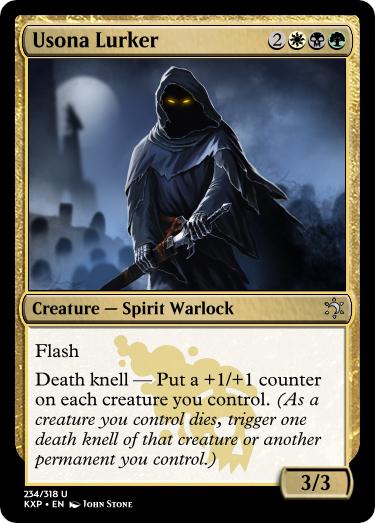 Usona Lurker 2
Creature — Spirit Warlock
Flash
Death knell — Put a +1/+1 counter
on each creature you control. (As a
creature you control dies, trigger one
death knell of that creature or another
permanent you control.)
3/3
234/318 U
KXP • EN John Stone